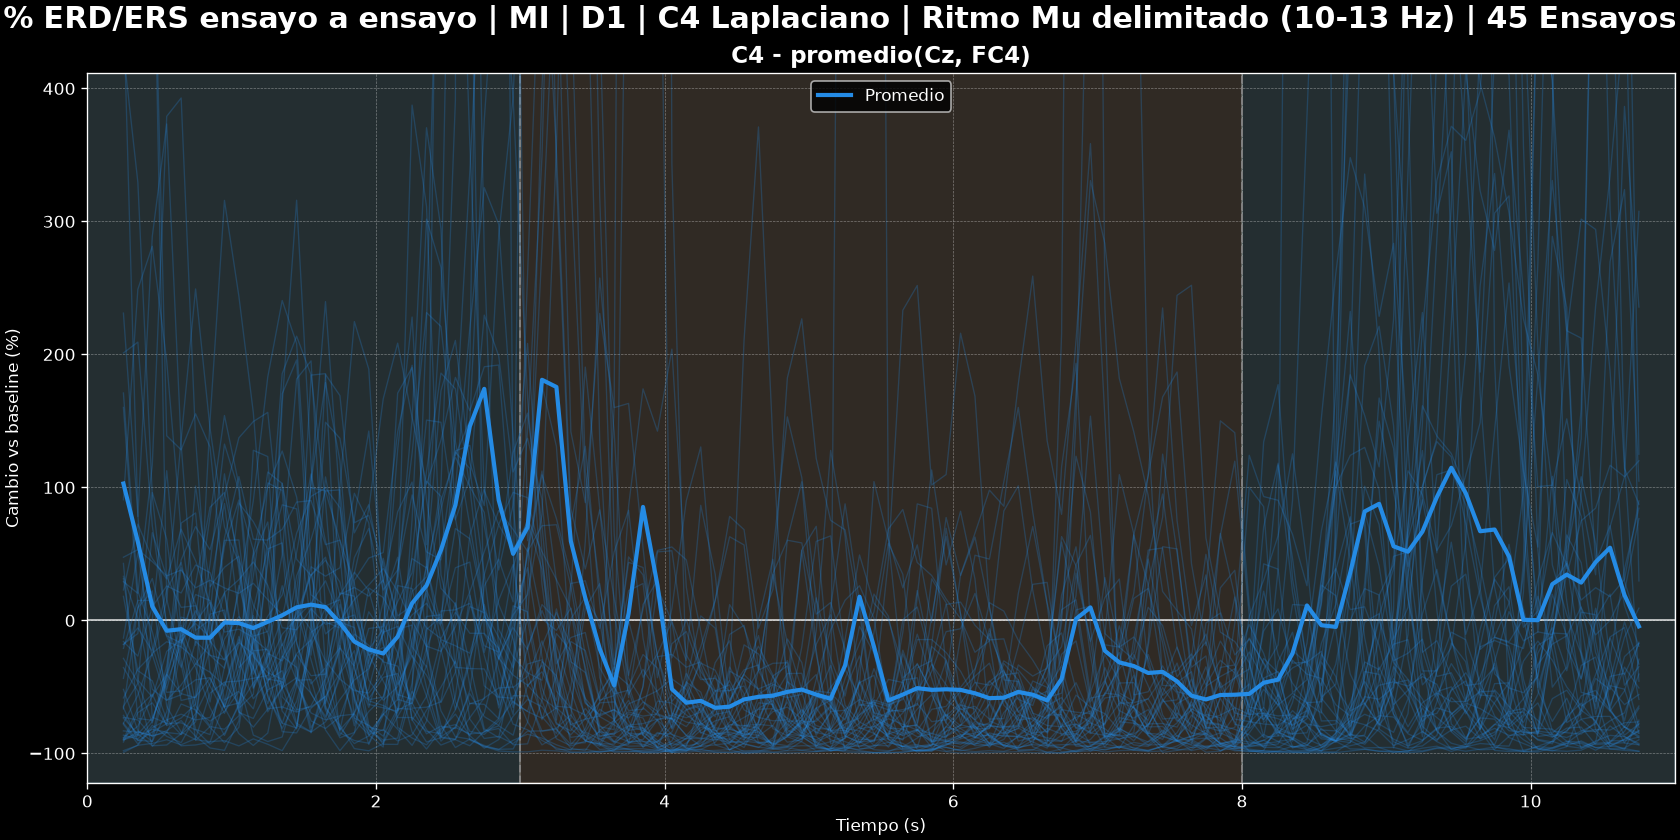 % ERD/ERS ensayo a ensayo | MI | D1 | C4 Laplaciano | Ritmo Mu delimitado (10-13 Hz) | 45 Ensayos
C4 - promedio(Cz, FC4)
Promedio
Cambio vs baseline (%)
400
300
200
100
0
−100
0
2
4
6
8
10
Tiempo (s)